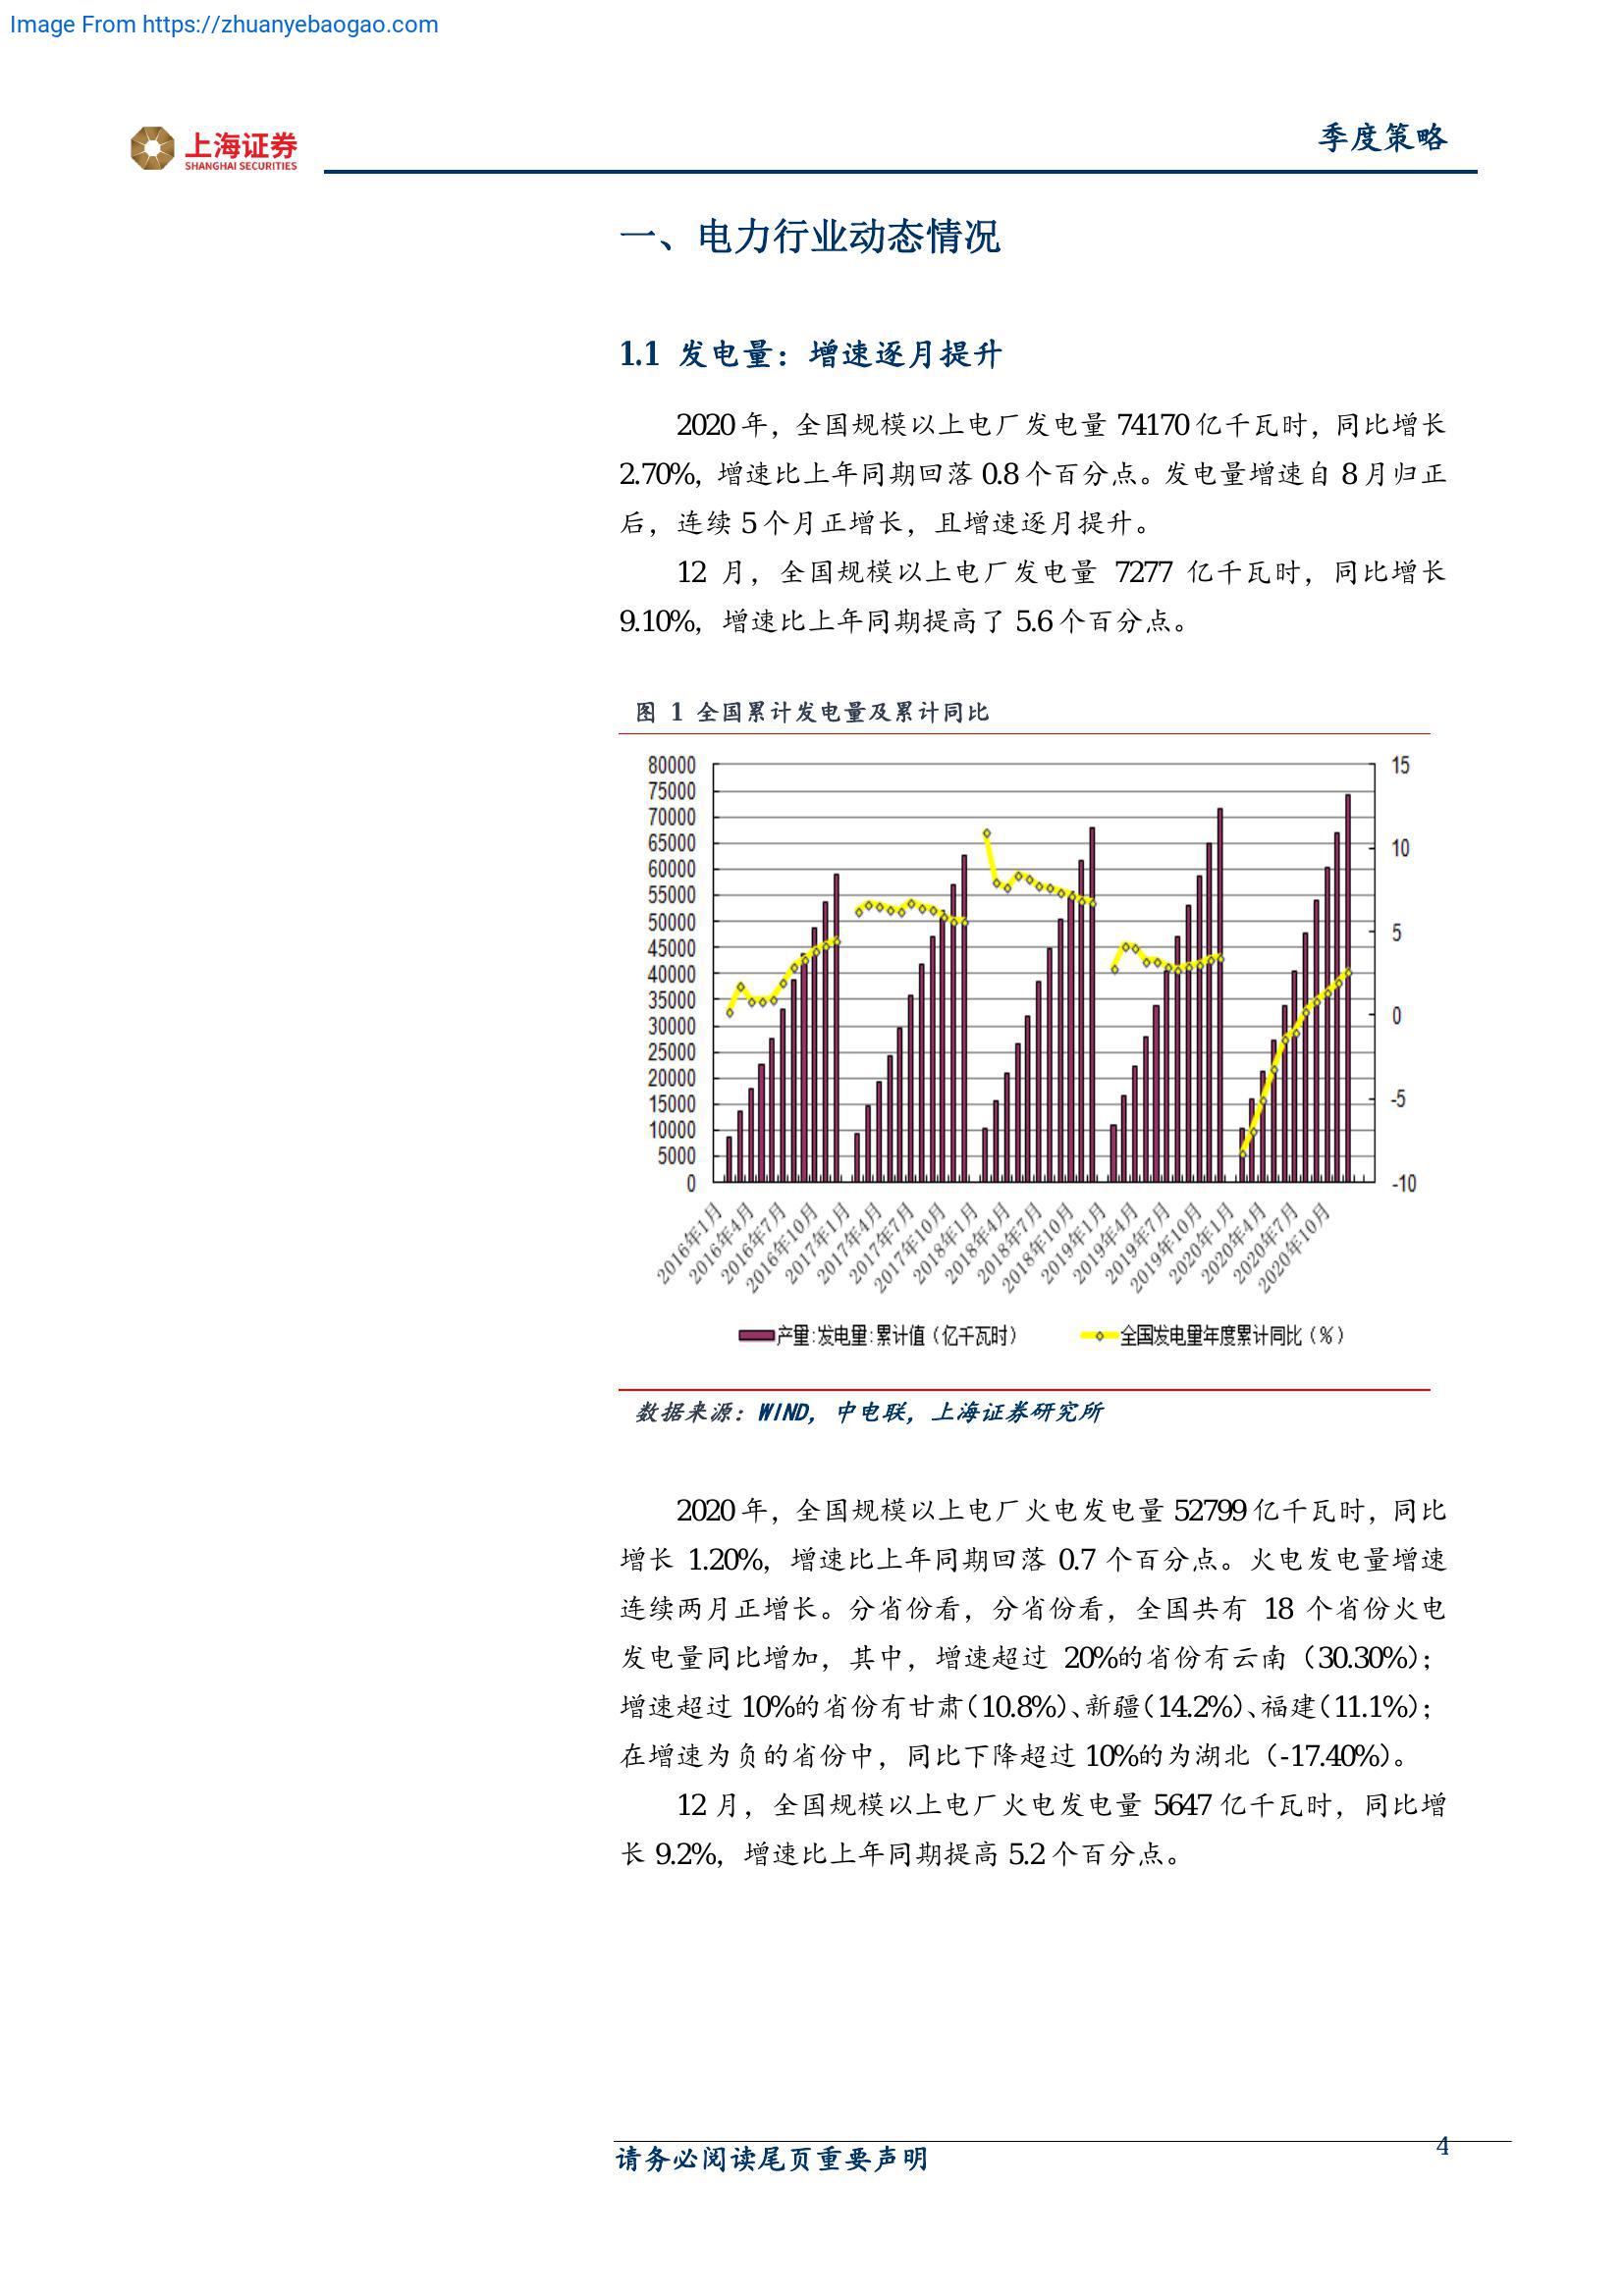 Image From https://zhuanyebaogao.com
上海证券
SHANGHAI SECURITIES
季度策略
一、电力行业动态情况
1.1 发电量：增速逐月提升
2020年，全国规模以上电厂发电量 74170亿千瓦时，同比增长
2.70%，增速比上年同期回落 0.8个百分点。发电量增速自 8月归正
后，连续 5个月正增长，且增速逐月提升。
12 月，全国规模以上电厂发电量 7277 亿千瓦时，同比增长
9.10%，增速比上年同期提高了 5.6个百分点。
图 1 全国累计发电量及累计同比
80000
75000
70000
65000
60000
55000
50000
45000
40000
35000
30000
25000
20000
15000
10000
5000
0
15
10
5
0
-5
-10
2016年1月
2016年4月
2016年7月
2016年10月
2017年1月
2017年4月
2017年7月
2017年10月
2018年1月
2018年4月
2018年7月
2018年10月
2019年1月
2019年4月
2019年7月
2019年10月
2020年1月
2020年4月
2020年7月
2020年10月
产量:发电量:累计值（亿千瓦时）
全国发电量年度累计同比（%）
数据来源：WIND，中电联，上海证券研究所
2020年，全国规模以上电厂火电发电量 52799亿千瓦时，同比
增长 1.20%，增速比上年同期回落 0.7 个百分点。火电发电量增速
连续两月正增长。分省份看，分省份看，全国共有 18 个省份火电
发电量同比增加，其中，增速超过 20%的省份有云南（30.30%）；
增速超过 10%的省份有甘肃（10.8%）、新疆（14.2%）、福建（11.1%）；
在增速为负的省份中，同比下降超过 10%的为湖北（-17.40%）。
12 月，全国规模以上电厂火电发电量 5647 亿千瓦时，同比增
长 9.2%，增速比上年同期提高 5.2个百分点。
请务必阅读尾页重要声明
4